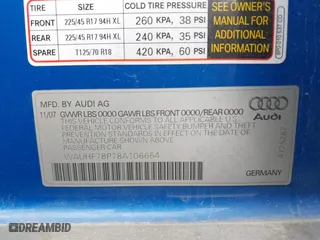 TIRE SIZE COLD TIRE PRESSURE
FRONT 225/45 R17 94H XL 260 KPA, 38 PSI
REAR 225/45 R17 94H XL 240 KPA, 35 PSI
SPARE T125/70 R18 420 KPA, 60 PSI
SEE OWNER'S
MANUAL FOR
ADDITIONAL
INFORMATION
MFD. BY AUDI AG
11/07 GVWR LBS 0000 GAWR LBS FRONT 0000/REAR 0000
THIS VEHICLE CONFORMS TO ALL APPLICABLE
FEDERAL MOTOR VEHICLE SAFETY, BUMPER AND THEFT
PREVENTION STANDARDS IN EFFECT ON THE DATE OF
MANUFACTURE SHOWN ABOVE
PASSENGER CAR
WAUHF78P78A106664
Audi
GERMANY